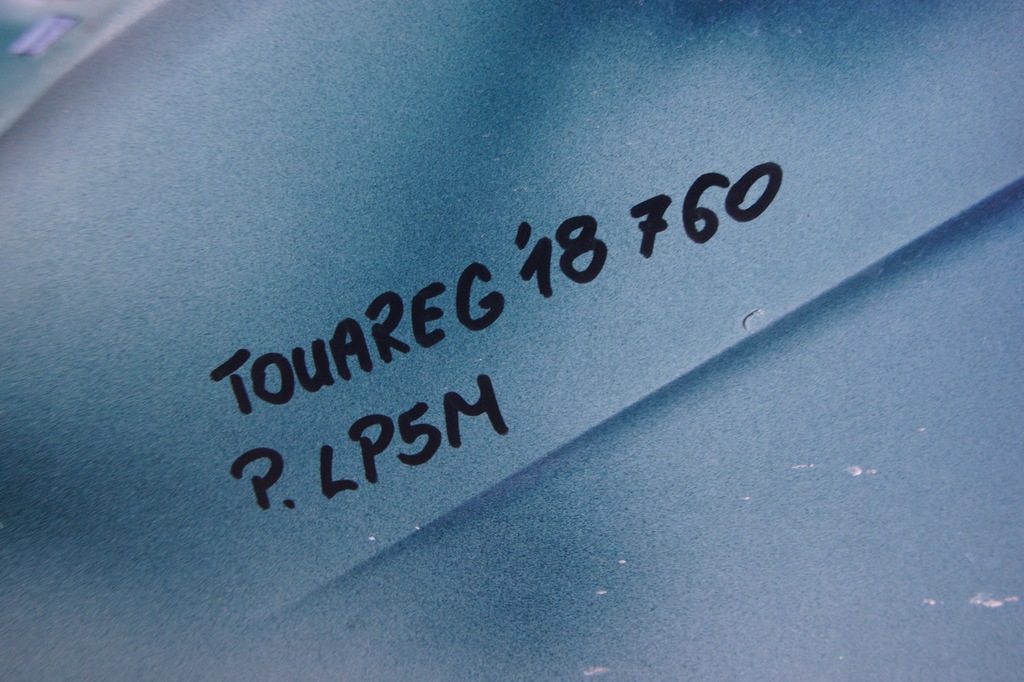 TOUAREG '18 760
P. LP5M